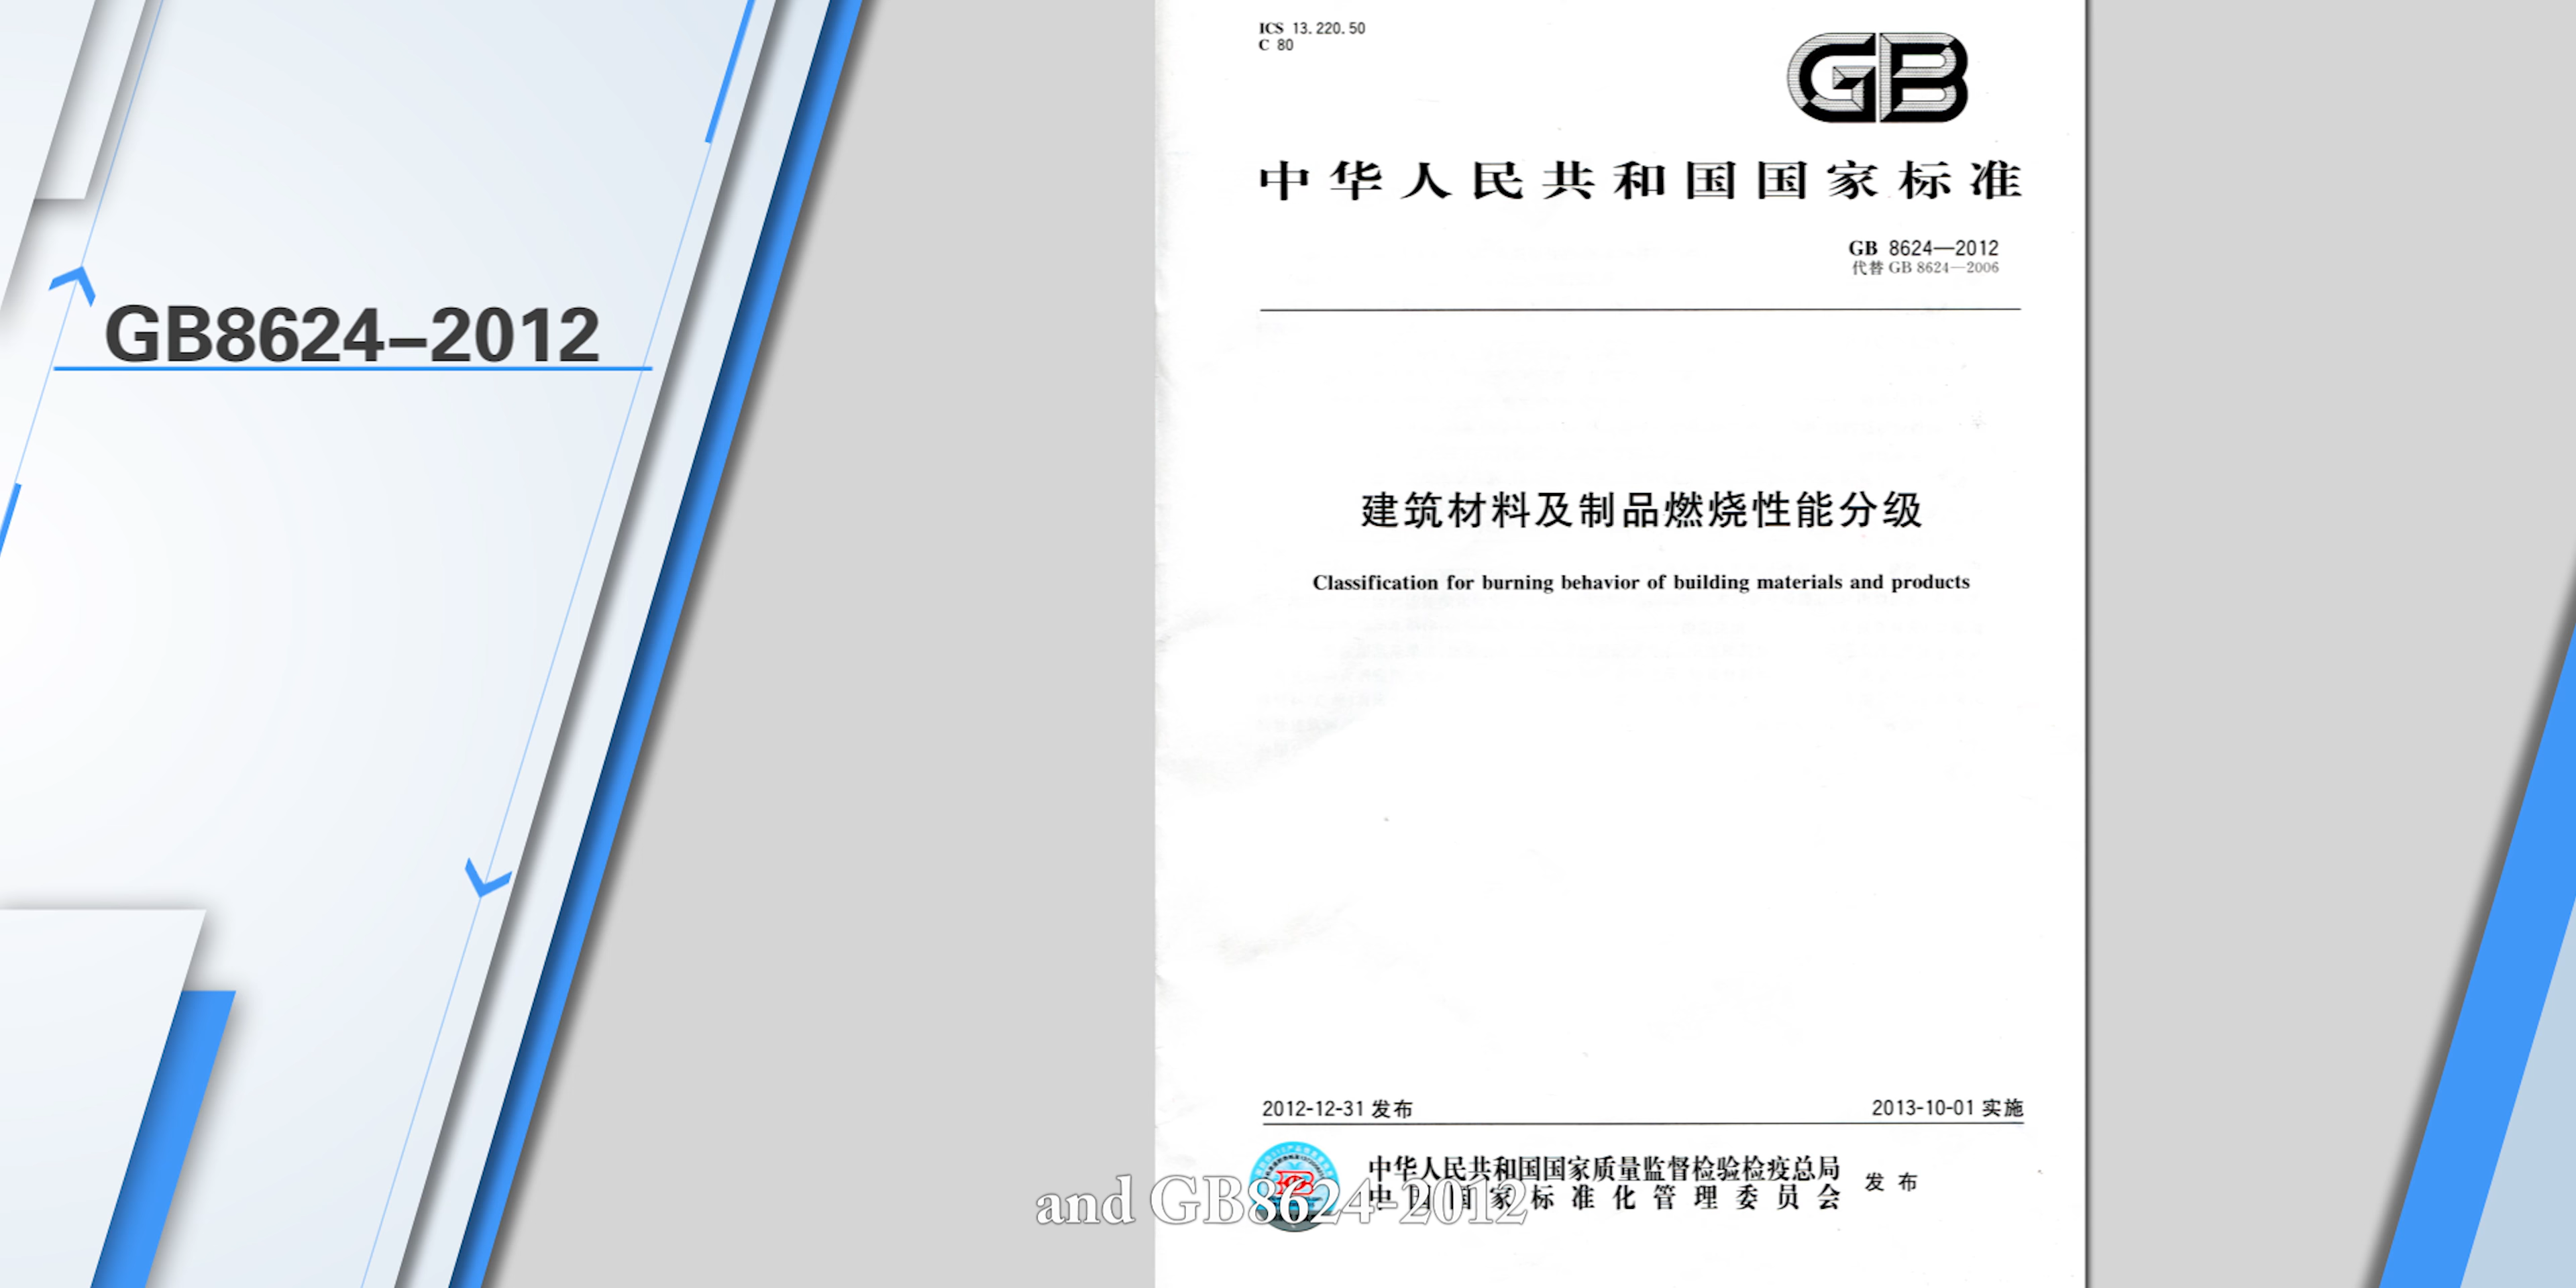 GB8624–2012
ICS 13.220.50
C 80
GB
中华人民共和国国家标准
GB 8624—2012
代替 GB 8624—2006
建筑材料及制品燃烧性能分级
Classification for burning behavior of building materials and products
2012-12-31 发布
2013-10-01 实施
中华人民共和国国家质量监督检验检疫总局
中国国家标准化管理委员会
发布
and GB8624-2012